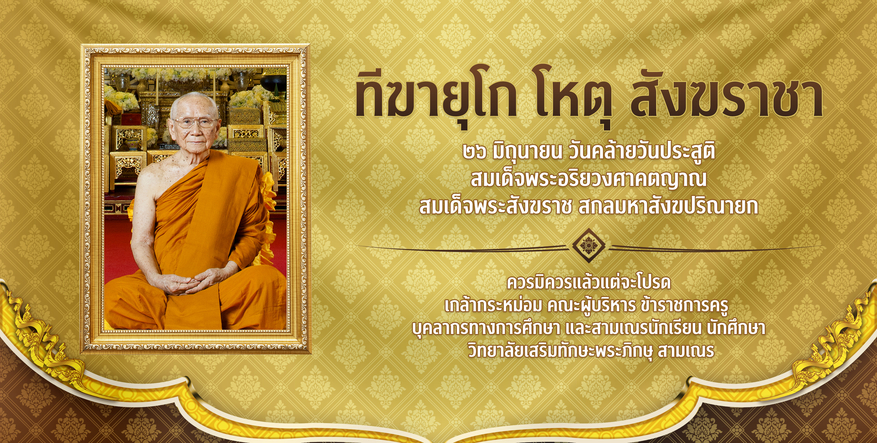 ทีฆายุโก โหตุ สังฆราชา
๒๖ มิถุนายน วันคล้ายวันประสูติ
สมเด็จพระอริยวงศาคตญาณ
สมเด็จพระสังฆราช สกลมหาสังฆปริณายก
ควรมิควรแล้วแต่จะโปรด
เกล้ากระหม่อม คณะผู้บริหาร ข้าราชการครู
บุคลากรทางการศึกษา และสามเณรนักเรียน นักศึกษา
วิทยาลัยเสริมทักษะพระภิกษุ สามเณร